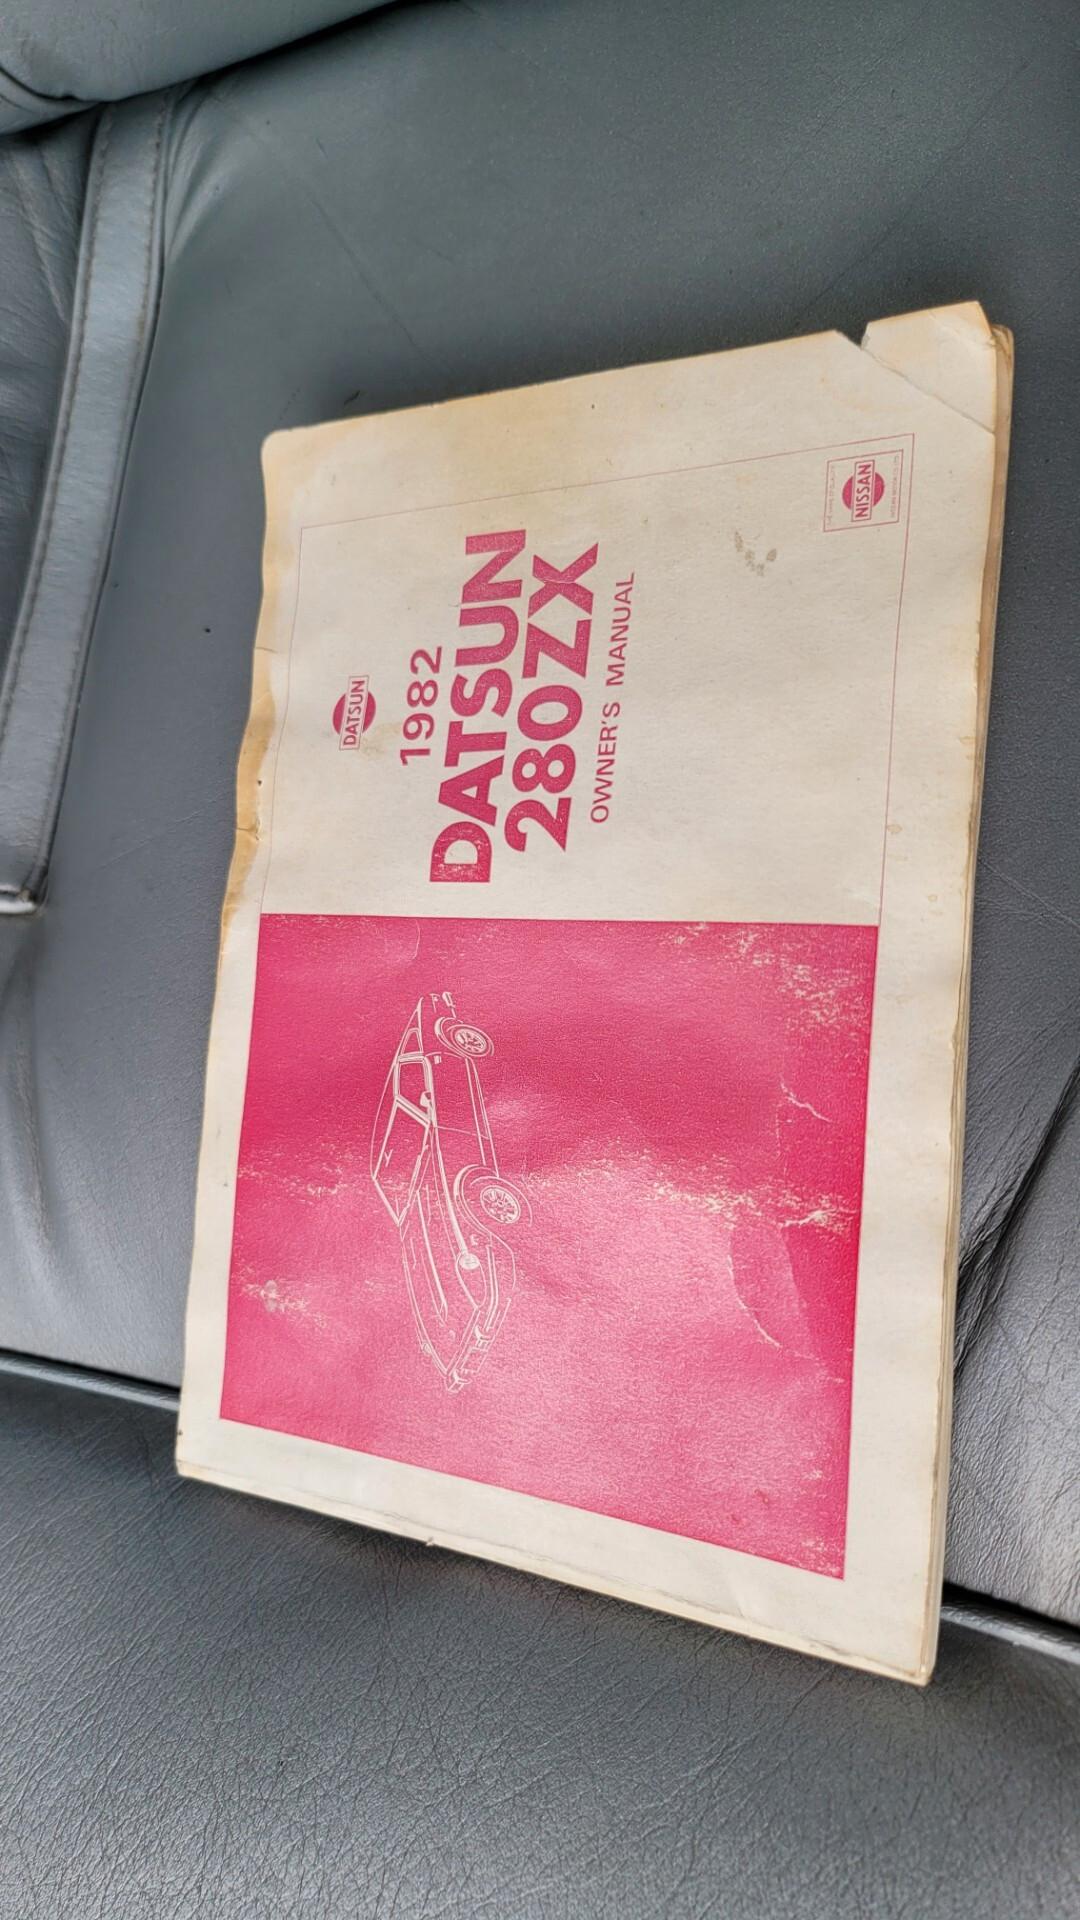 DATSUN
1982
DATSUN
280ZX
OWNER'S MANUAL
NISSAN